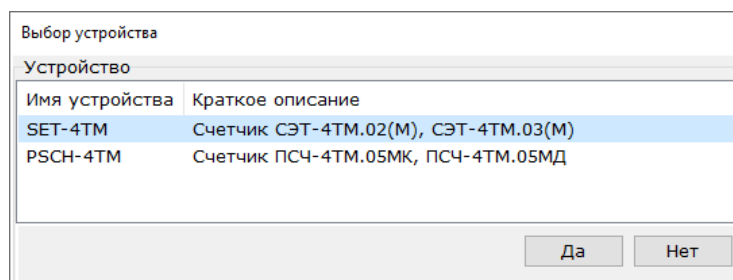 Выбор устройства
Устройство
Имя устройства Краткое описание
SET-4TM Счетчик СЭТ-4ТМ.02(М), СЭТ-4ТМ.03(М)
PSCH-4TM Счетчик ПСЧ-4ТМ.05МК, ПСЧ-4ТМ.05МД
Да Нет